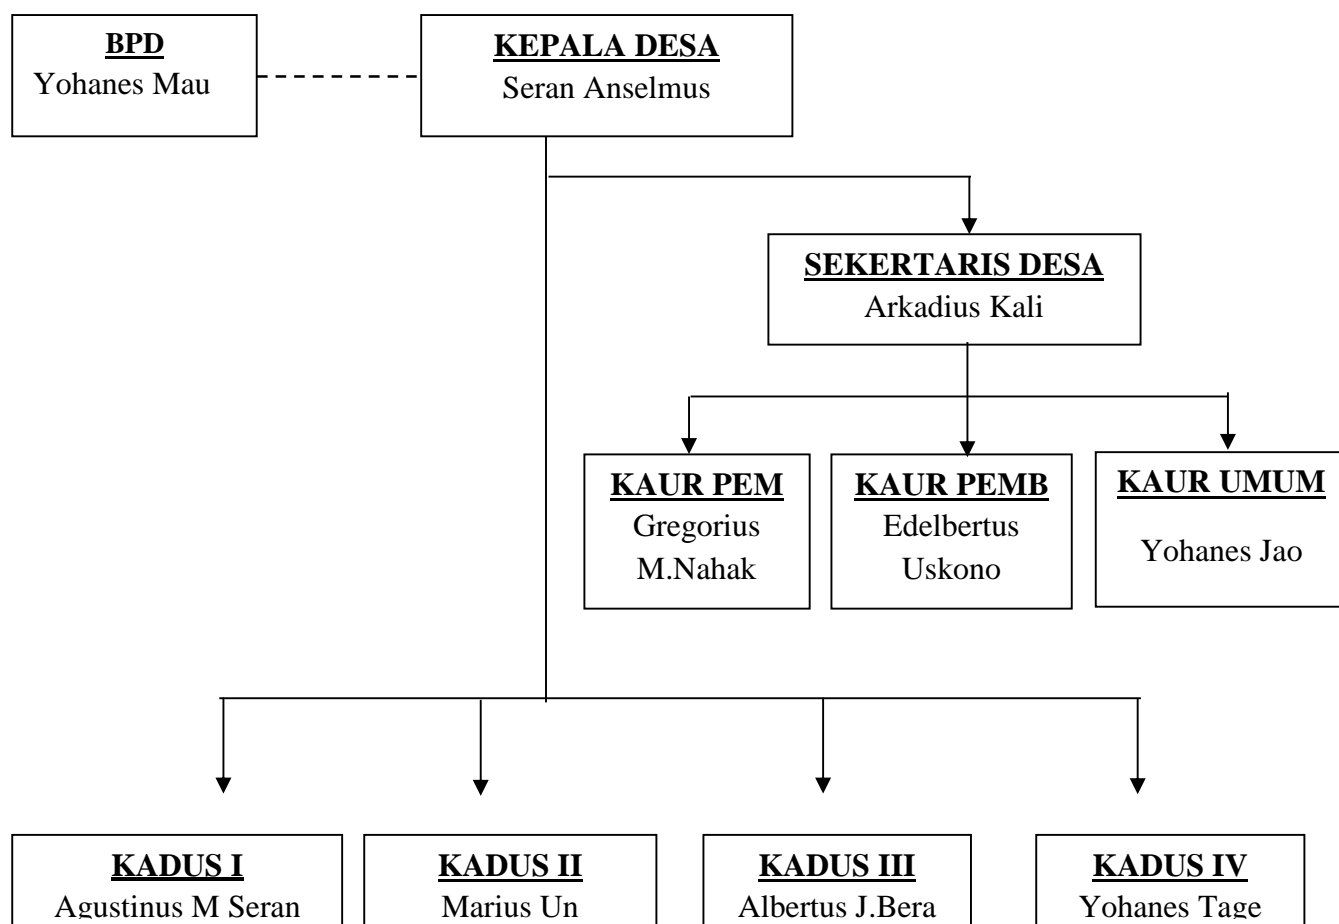 BPD
Yohanes Mau
KEPALA DESA
Seran Anselmus
SEKERTARIS DESA
Arkadius Kali
KAUR PEM
Gregorius
M.Nahak
KAUR PEMB
Edelbertus
Uskono
KAUR UMUM
Yohanes Jao
KADUS I
Agustinus M Seran
KADUS II
Marius Un
KADUS III
Albertus J.Bera
KADUS IV
Yohanes Tage